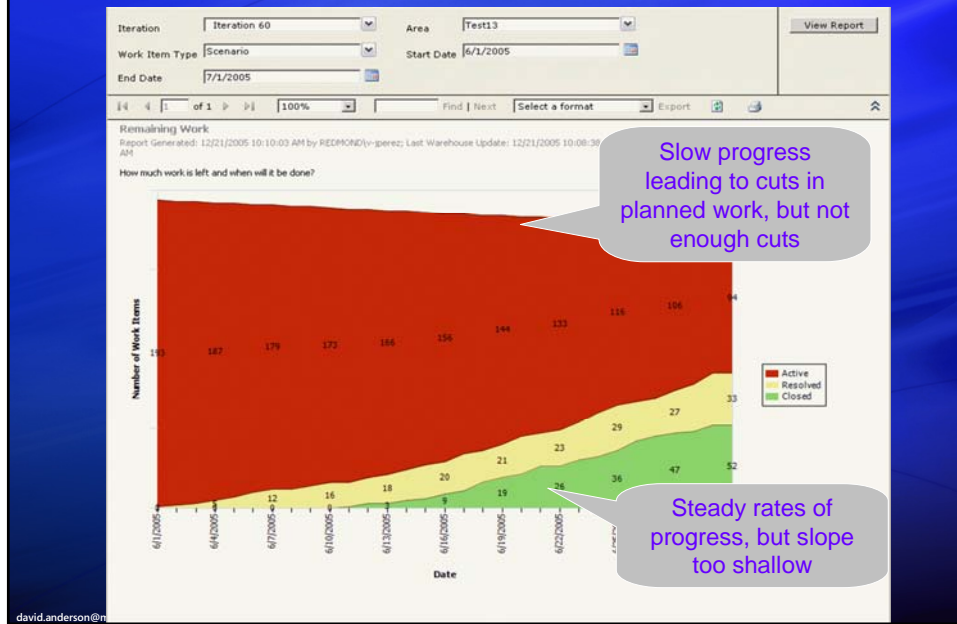 Iteration Iteration 60 Area Test13 View Report
Work Item Type Scenario Start Date 6/1/2005
End Date 7/1/2005
1 of 1 100% Find | Next Select a format Export
Remaining Work
Report Generated: 12/21/2005 10:10:03 AM by REDMOND\v-jperez; Last Warehouse Update: 12/21/2005 10:08:38
AM
How much work is left and when will it be done?
Slow progress
leading to cuts in
planned work, but not
enough cuts
Number of Work Items
193 187 179 173 166 156 144 133 116 106 94
5 12 16 18 20 21 23 29 27 33
0 0 3 9 19 26 36 47 52
Active
Resolved
Closed
Steady rates of
progress, but slope
too shallow
6/1/2005 6/4/2005 6/7/2005 6/10/2005 6/13/2005 6/16/2005 6/19/2005 6/22/2005
Date
david.anderson@m